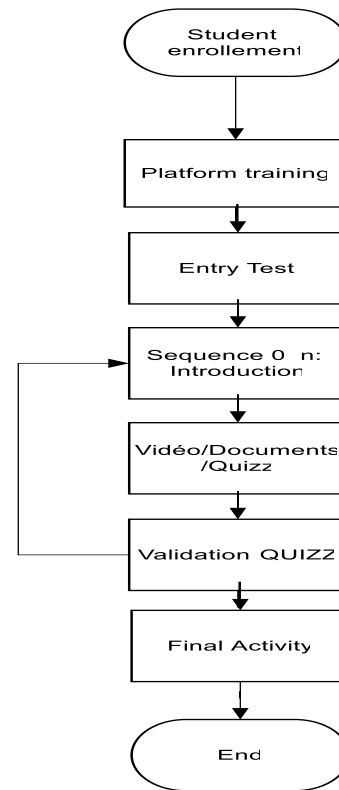 Student
enrollement
Platform training
Entry Test
Sequence 0 n:
Introduction
Vidéo/Documents
/Quizz
Validation QUIZZ
Final Activity
End